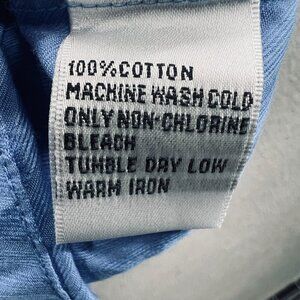 100%COTTON
MACHINE WASH COLD
ONLY NON-CHLORINE
BLEACH
TUMBLE DRY LOW
WARM IRON